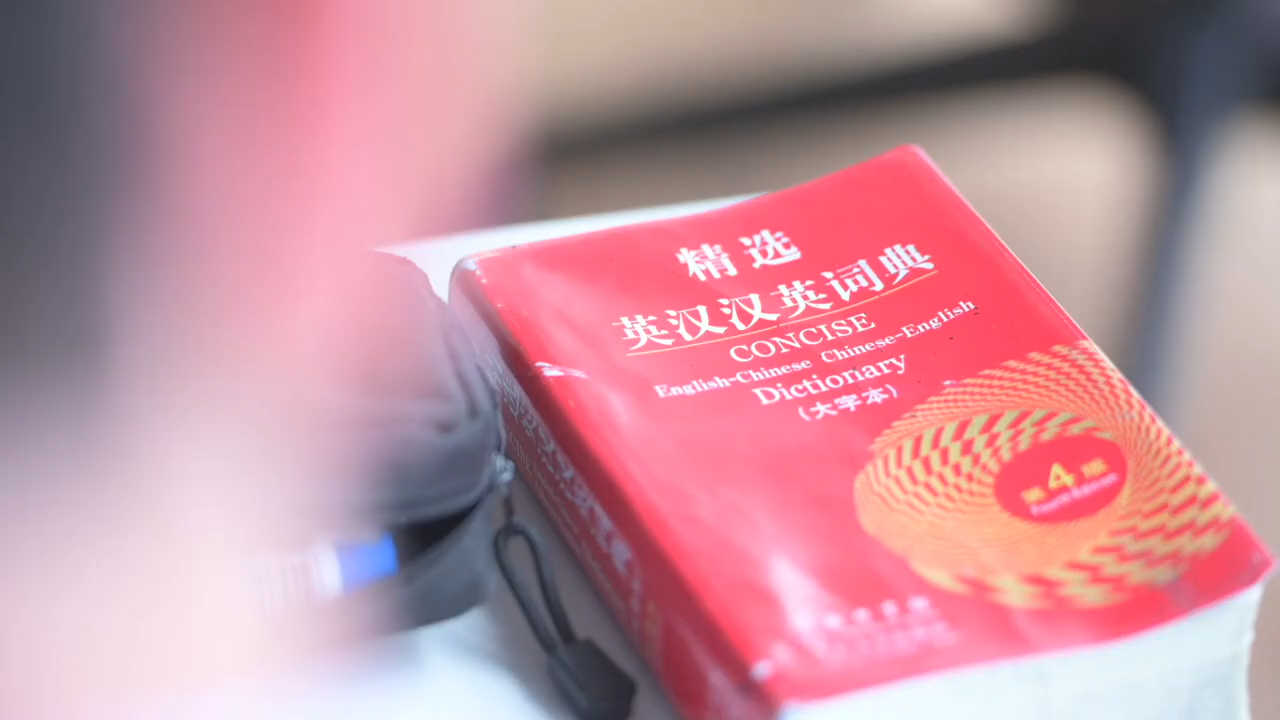 精选
英汉汉英词典
CONCISE
English-Chinese Chinese-English
Dictionary
(大字本)
第4版
Fourth Edition